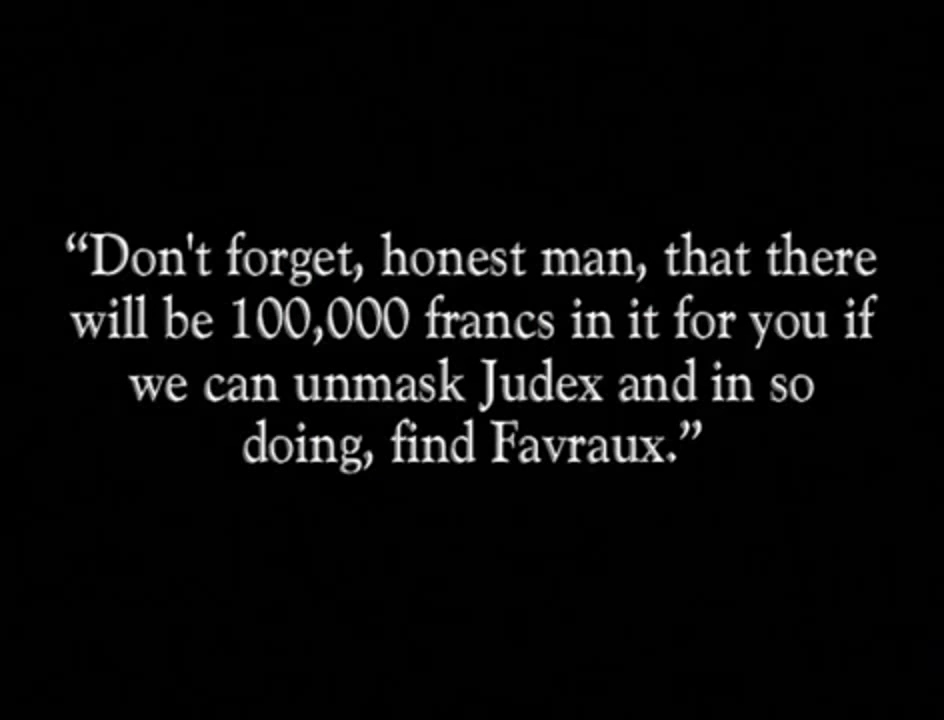 “Don't forget, honest man, that there
will be 100,000 francs in it for you if
we can unmask Judex and in so
doing, find Favraux.”